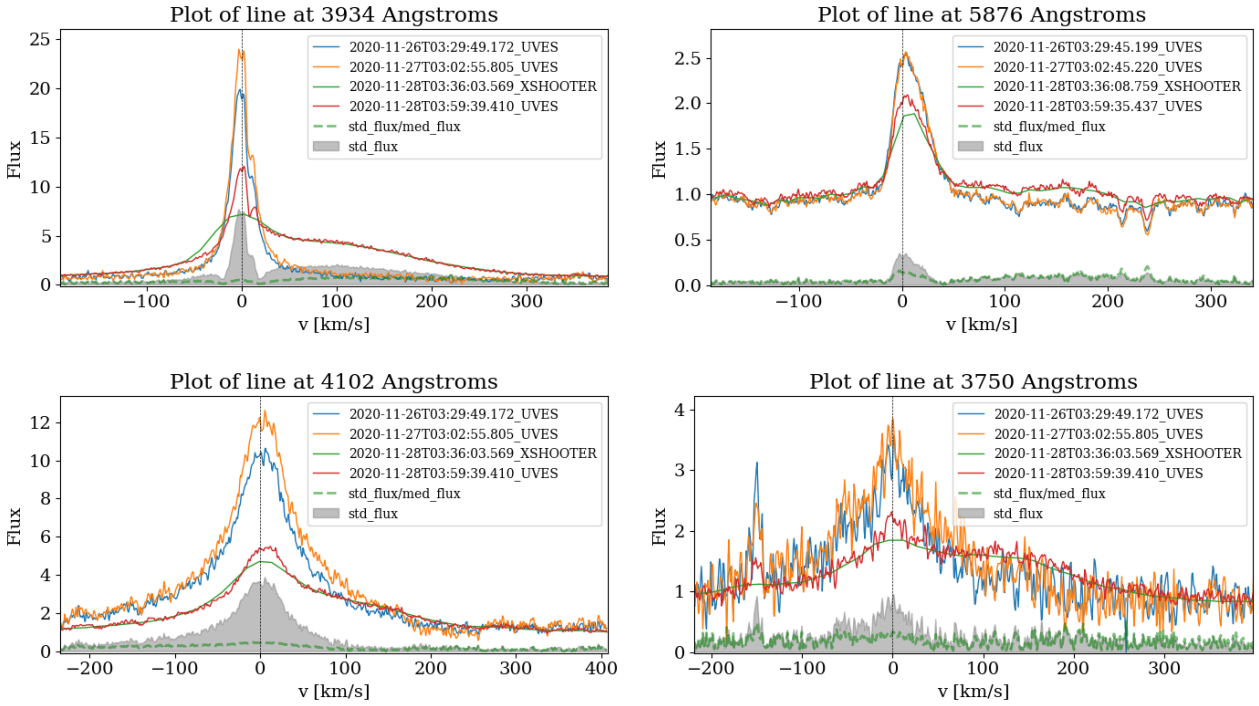 Plot of line at 3934 Angstroms
Flux
25
20
15
10
5
0
2020-11-26T03:29:49.172_UVES
2020-11-27T03:02:55.805_UVES
2020-11-28T03:36:03.569_XSHOOTER
2020-11-28T03:59:39.410_UVES
std_flux/med_flux
std_flux
−100 0 100 200 300
v [km/s]
Plot of line at 5876 Angstroms
Flux
2.5
2.0
1.5
1.0
0.5
0.0
2020-11-26T03:29:45.199_UVES
2020-11-27T03:02:45.220_UVES
2020-11-28T03:36:08.759_XSHOOTER
2020-11-28T03:59:35.437_UVES
std_flux/med_flux
std_flux
−100 0 100 200 300
v [km/s]
Plot of line at 4102 Angstroms
Flux
12
10
8
6
4
2
0
2020-11-26T03:29:49.172_UVES
2020-11-27T03:02:55.805_UVES
2020-11-28T03:36:03.569_XSHOOTER
2020-11-28T03:59:39.410_UVES
std_flux/med_flux
std_flux
−200 −100 0 100 200 300 400
v [km/s]
Plot of line at 3750 Angstroms
Flux
4
3
2
1
0
2020-11-26T03:29:49.172_UVES
2020-11-27T03:02:55.805_UVES
2020-11-28T03:36:03.569_XSHOOTER
2020-11-28T03:59:39.410_UVES
std_flux/med_flux
std_flux
−200 −100 0 100 200 300
v [km/s]